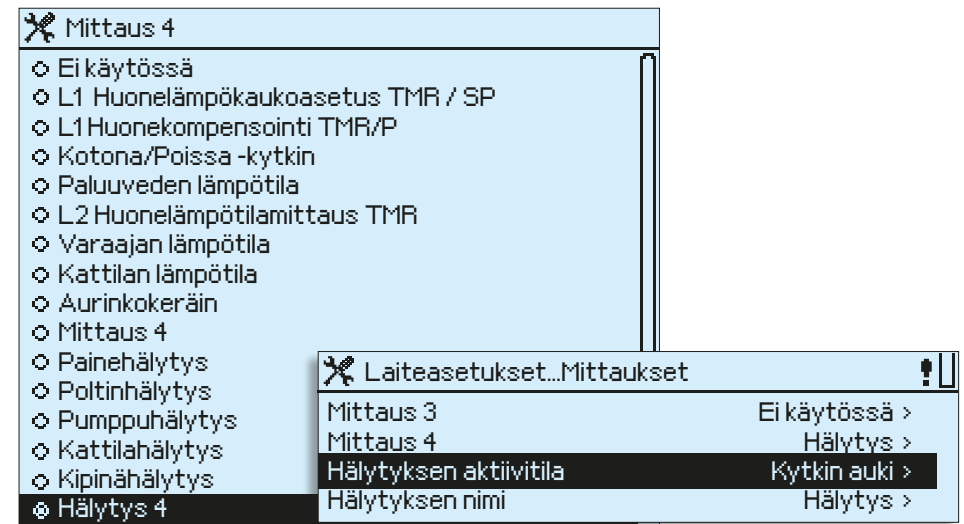 Mittaus 4
Ei käytössä
L1 Huonelämpökaukoasetus TMR / SP
L1 Huonekompensointi TMR/P
Kotona/Poissa -kytkin
Paluuveden lämpötila
L2 Huonelämpötilamittaus TMR
Varaajan lämpötila
Kattilan lämpötila
Aurinkokeräin
Mittaus 4
Painehälytys
Poltinhälytys
Pumppuhälytys
Kattilahälytys
Kipinähälytys
Hälytys 4
Laiteasetukset...Mittaukset
Mittaus 3 Ei käytössä >
Mittaus 4 Hälytys >
Hälytyksen aktiivitila Kytkin auki >
Hälytyksen nimi Hälytys >